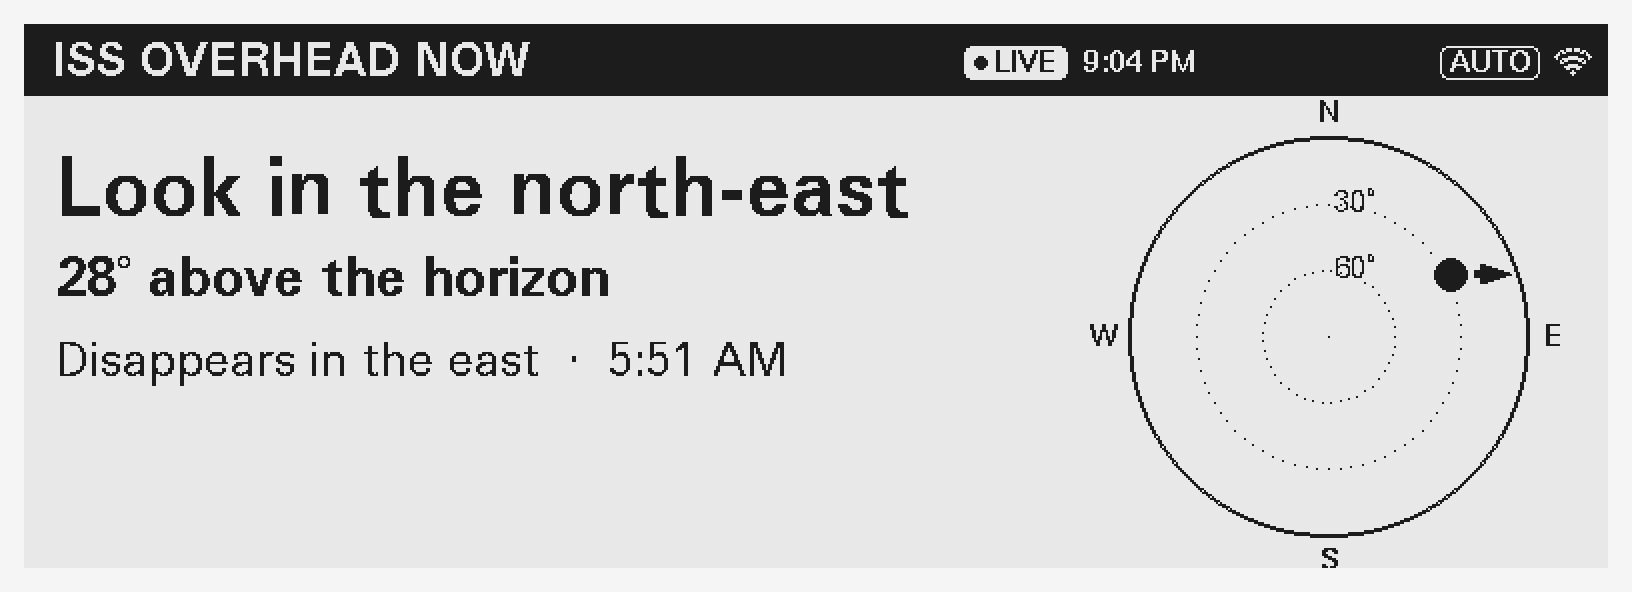 ISS OVERHEAD NOW
LIVE 9:04 PM
AUTO
Look in the north-east
28° above the horizon
Disappears in the east · 5:51 AM
N
30°
60°
W
E
S